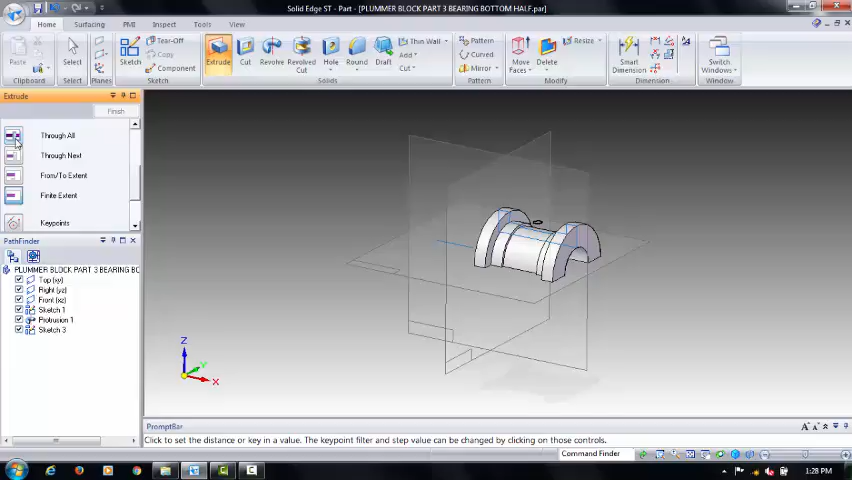 Solid Edge ST - Part - [PLUMMER BLOCK PART 3 BEARING BOTTOM HALF.par]
Home Surfacing PMI Inspect Tools View
Paste Select Tear-Off Sketch Component Extrude Cut Revolve Revolved Cut Hole Round Draft Thin Wall Add Cut Pattern Curved Mirror Move Faces Delete Resize Smart Dimension Switch Windows
Clipboard Select Planes Sketch Solids Pattern Modify Dimension Window
Extrude
Finish
Through All
Through Next
From/To Extent
Finite Extent
Keypoints
PathFinder
PLUMMER BLOCK PART 3 BEARING BO
Top (xy)
Right (yz)
Front (xz)
Sketch 1
Protrusion 1
Sketch 3
Z
Y
X
PromptBar
Click to set the distance or key in a value. The keypoint filter and step value can be changed by clicking on those controls.
Command Finder
1:28 PM